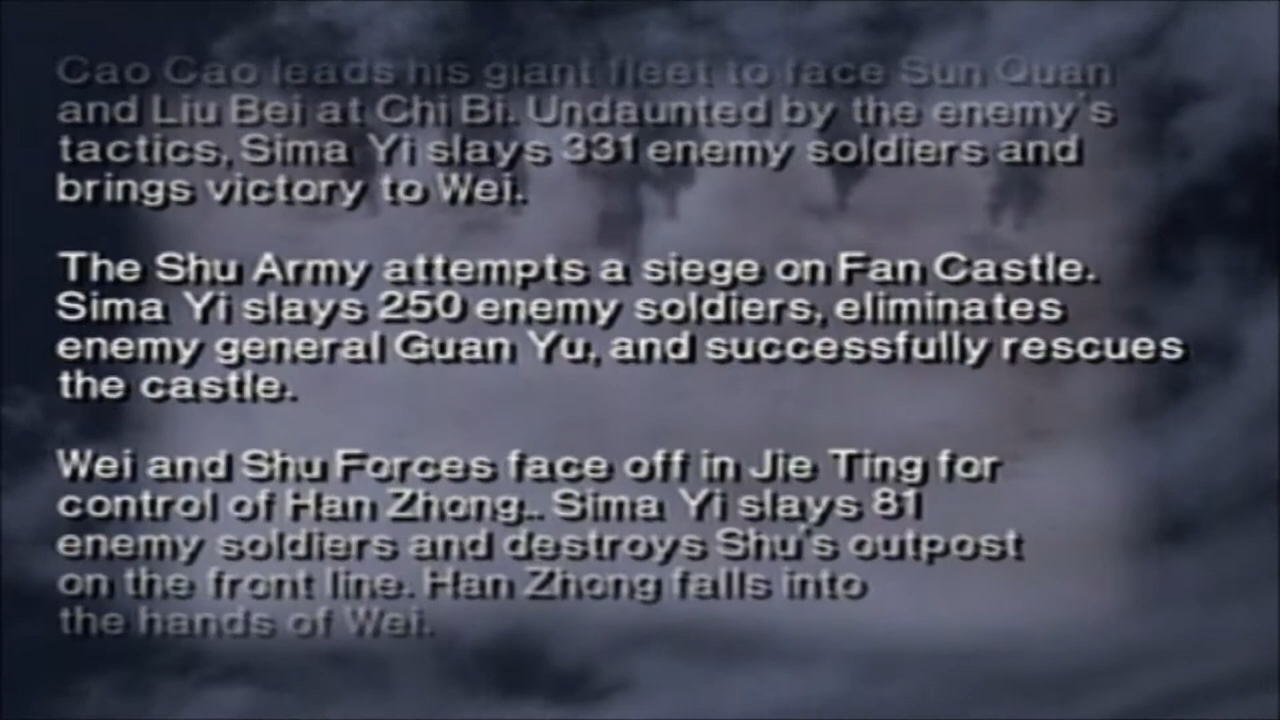 Cao Cao leads his giant fleet to face Sun Quan
and Liu Bei at Chi Bi. Undaunted by the enemy's
tactics, Sima Yi slays 331 enemy soldiers and
brings victory to Wei.
The Shu Army attempts a siege on Fan Castle.
Sima Yi slays 250 enemy soldiers, eliminates
enemy general Guan Yu, and successfully rescues
the castle.
Wei and Shu Forces face off in Jie Ting for
control of Han Zhong.. Sima Yi slays 81
enemy soldiers and destroys Shu's outpost
on the front line. Han Zhong falls into
the hands of Wei.